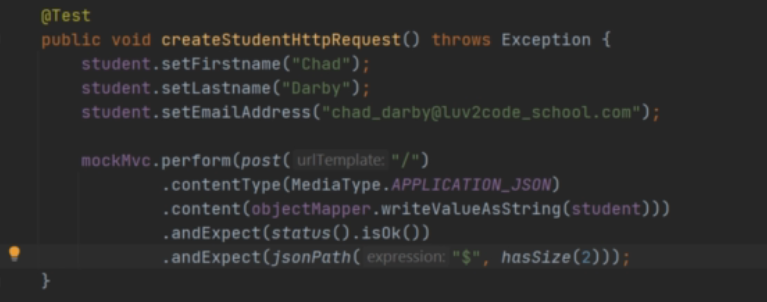 @Test
public void createStudentHttpRequest() throws Exception {
student.setFirstname("Chad");
student.setLastname("Darby");
student.setEmailAddress("chad_darby@luv2code_school.com");
mockMvc.perform(post( urlTemplate: "/")
.contentType(MediaType.APPLICATION_JSON)
.content(objectMapper.writeValueAsString(student)))
.andExpect(status().isOk())
.andExpect(jsonPath( expression: "$", hasSize(2)));
}